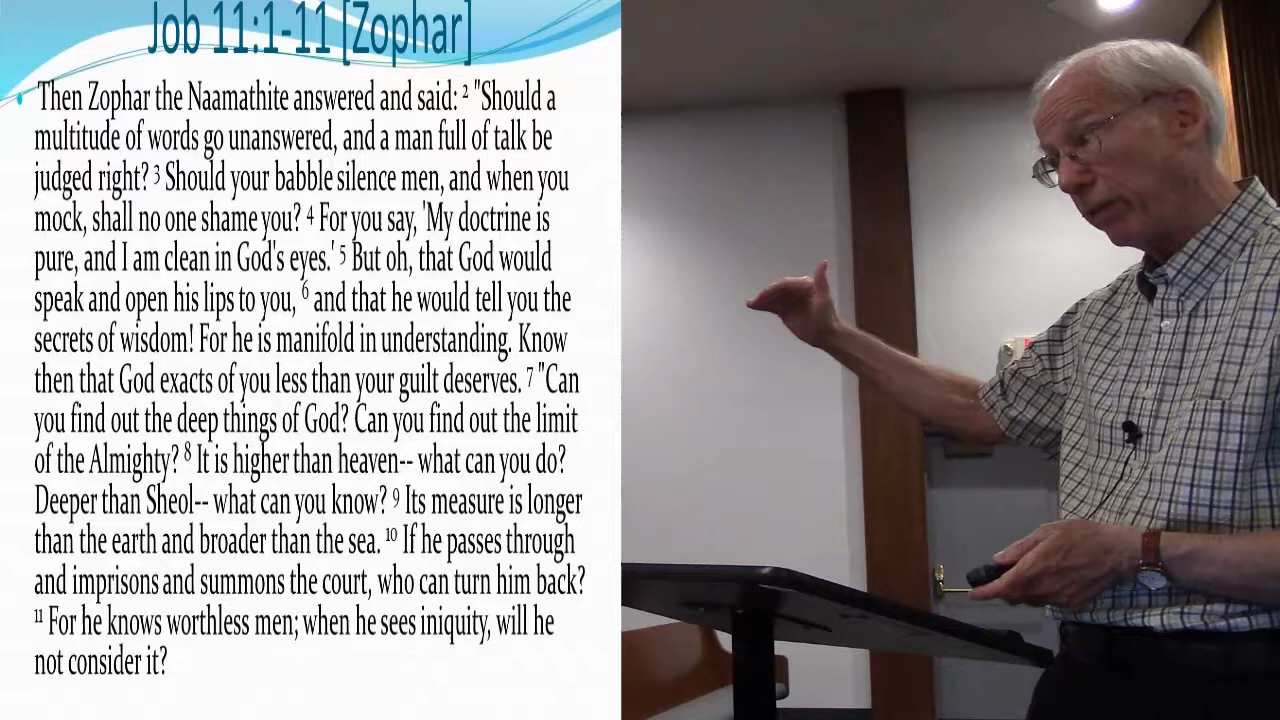 Job 11:1-11 [Zophar]
• Then Zophar the Naamathite answered and said: ² "Should a
multitude of words go unanswered, and a man full of talk be
judged right? ³ Should your babble silence men, and when you
mock, shall no one shame you? ⁴ For you say, 'My doctrine is
pure, and I am clean in God's eyes.' ⁵ But oh, that God would
speak and open his lips to you, ⁶ and that he would tell you the
secrets of wisdom! For he is manifold in understanding. Know
then that God exacts of you less than your guilt deserves. ⁷ "Can
you find out the deep things of God? Can you find out the limit
of the Almighty? ⁸ It is higher than heaven-- what can you do?
Deeper than Sheol-- what can you know? ⁹ Its measure is longer
than the earth and broader than the sea. ¹⁰ If he passes through
and imprisons and summons the court, who can turn him back?
¹¹ For he knows worthless men; when he sees iniquity, will he
not consider it?